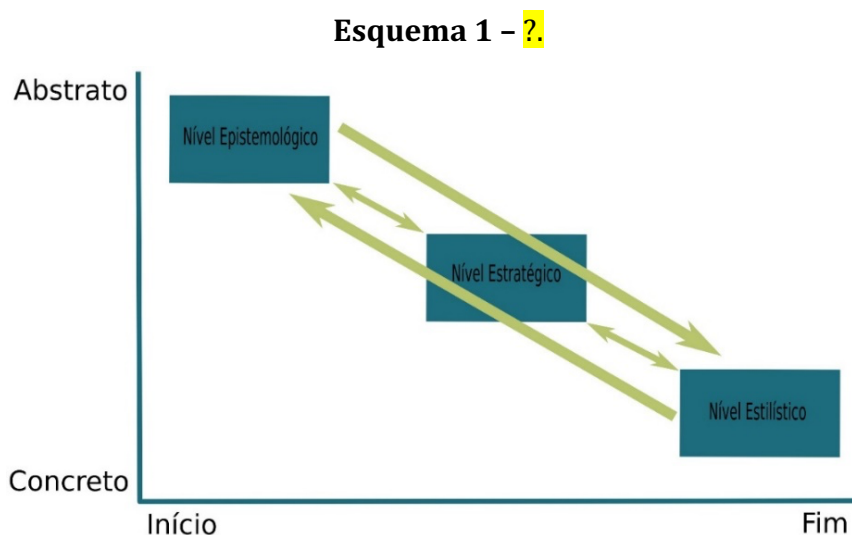 Esquema 1 – ?.
Abstrato
Nível Epistemológico
Nível Estratégico
Nível Estilístico
Concreto
Início
Fim